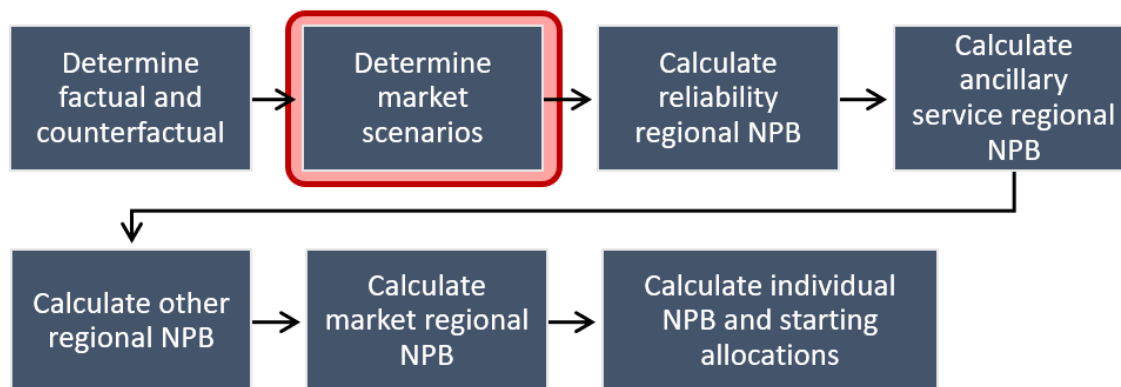 Determine
factual and
counterfactual
Determine
market
scenarios
Calculate
reliability
regional NPB
Calculate
ancillary
service regional
NPB
Calculate other
regional NPB
Calculate
market regional
NPB
Calculate individual
NPB and starting
allocations